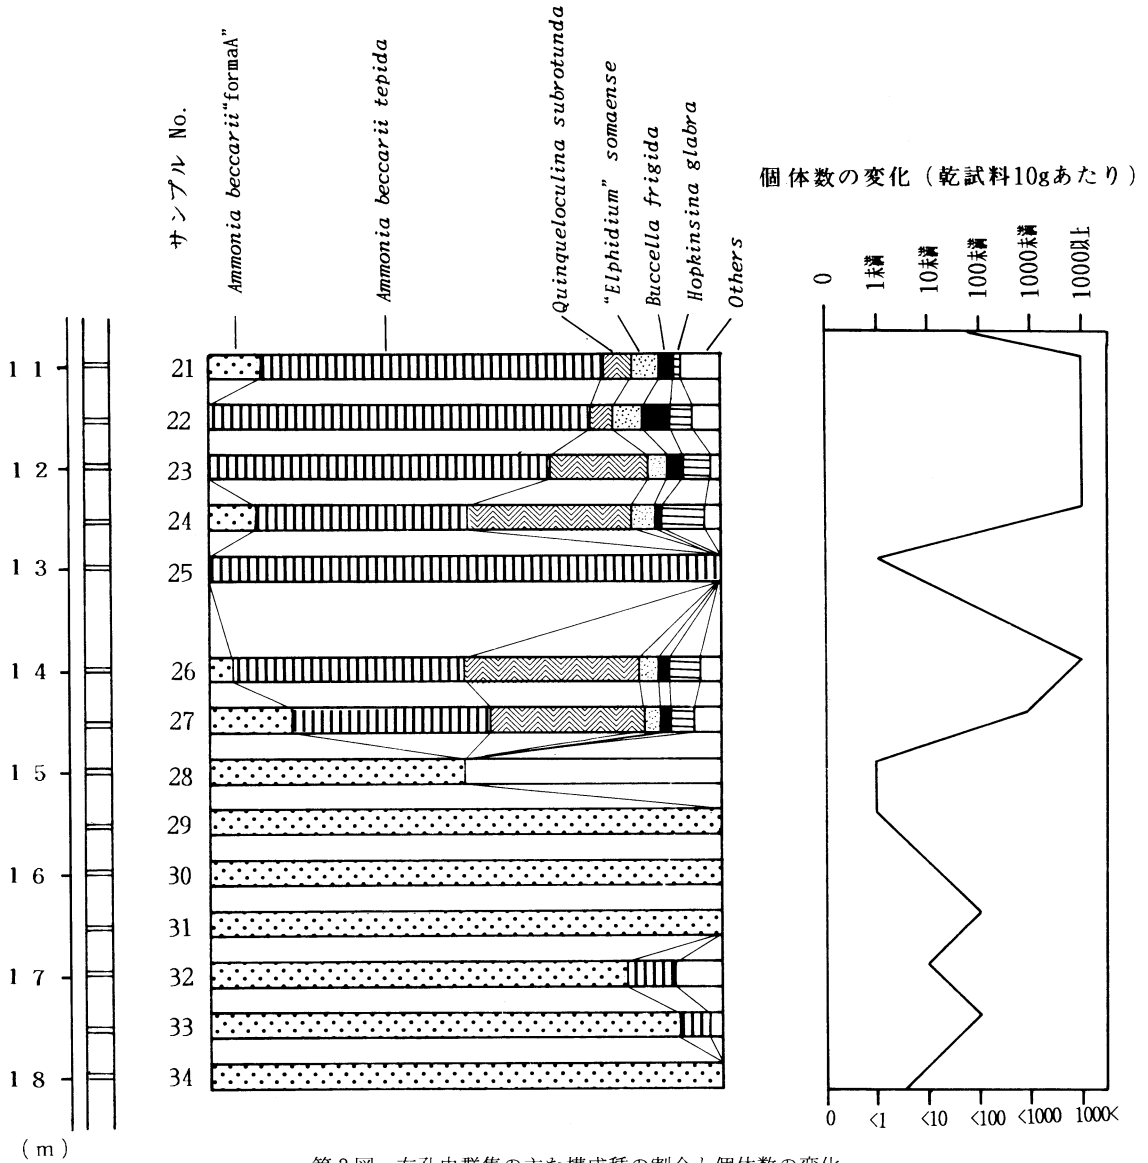 サンプル No.
Ammonia beccarii“formaA”
Ammonia beccarii tepida
Quinqueloculina subrotunda
“Elphidium” somaense
Buccella frigida
Hopkinsina glabra
Others
個体数の変化（乾試料10gあたり）
0
1未満
10未満
100未満
1000未満
1000以上
11
12
13
14
15
16
17
18
(m)
21
22
23
24
25
26
27
28
29
30
31
32
33
34
0
<1
<10
<100
<1000
1000<